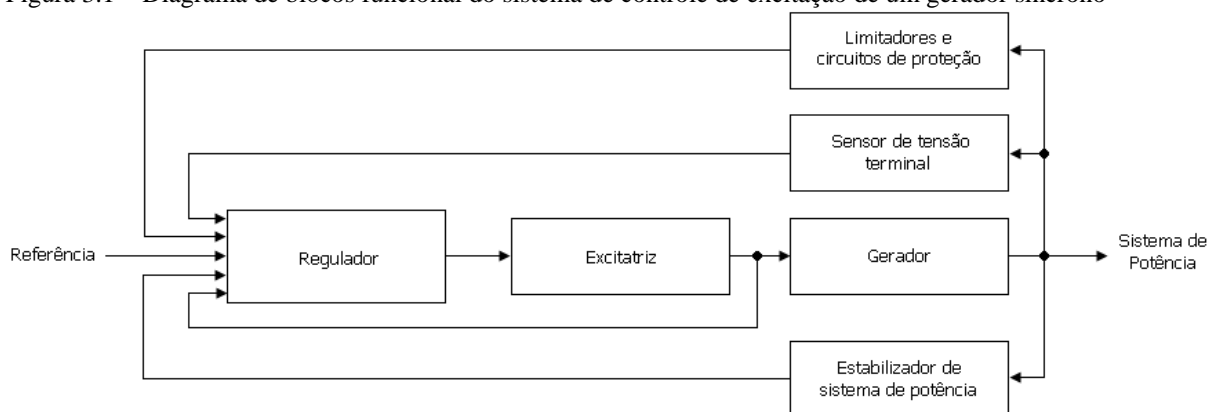 Figura 3.1 – Diagrama de blocos funcional do sistema de controle de excitação de um gerador síncrono
Limitadores e
circuitos de proteção
Sensor de tensão
terminal
Referência
Regulador
Excitatriz
Gerador
Sistema de
Potência
Estabilizador de
sistema de potência